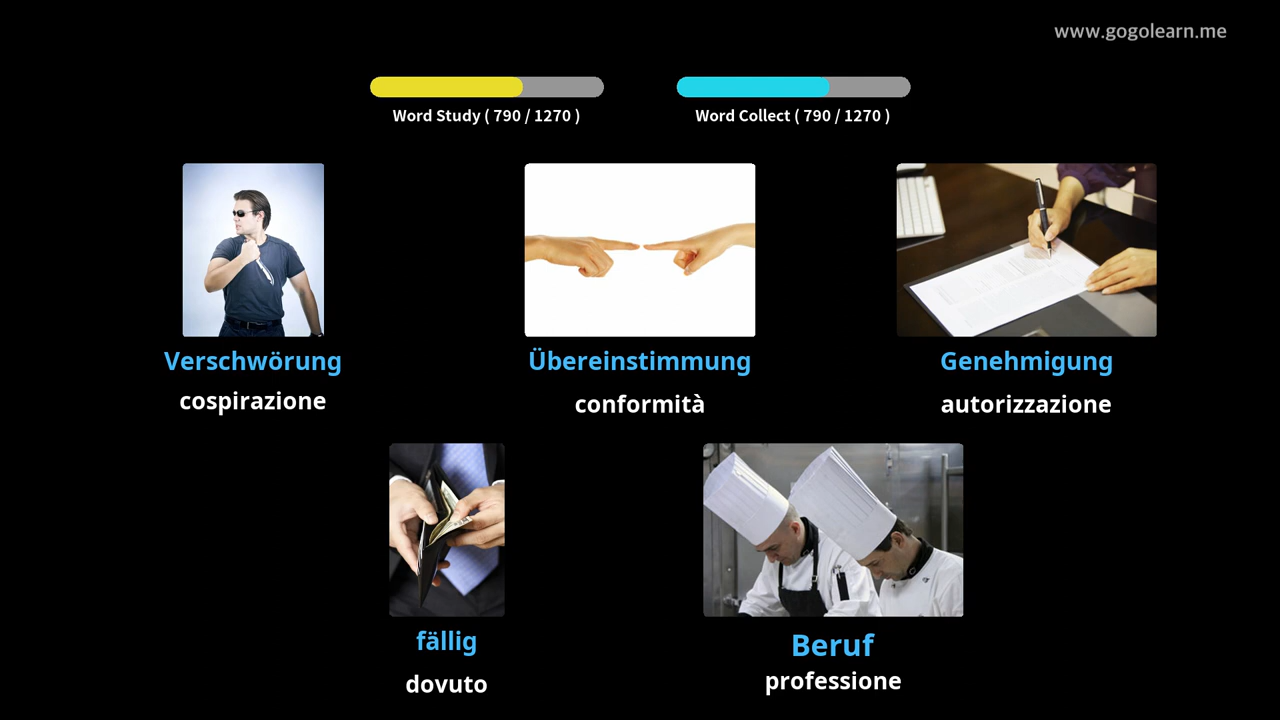 www.gogolearn.me
Word Study ( 790 / 1270 )
Word Collect ( 790 / 1270 )
Verschwörung
Übereinstimmung
Genehmigung
cospirazione
conformità
autorizzazione
fällig
Beruf
dovuto
professione